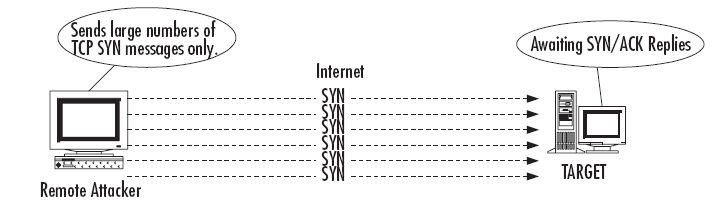 Sends large numbers of
TCP SYN messages only.
Awaiting SYN/ACK Replies
Internet
SYN
SYN
SYN
SYN
SYN
SYN
Remote Attacker
TARGET